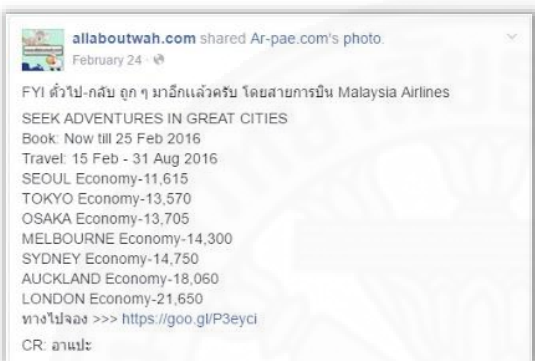 allaboutwah.com shared Ar-pae.com's photo.
February 24 ·
FYI ตั๋วไป-กลับ ถูก ๆ มาอีกแล้วครับ โดยสายการบิน Malaysia Airlines
SEEK ADVENTURES IN GREAT CITIES
Book: Now till 25 Feb 2016
Travel: 15 Feb - 31 Aug 2016
SEOUL Economy-11,615
TOKYO Economy-13,570
OSAKA Economy-13,705
MELBOURNE Economy-14,300
SYDNEY Economy-14,750
AUCKLAND Economy-18,060
LONDON Economy-21,650
ทางไปจอง >>> https://goo.gl/P3eyci
CR: อาแปะ